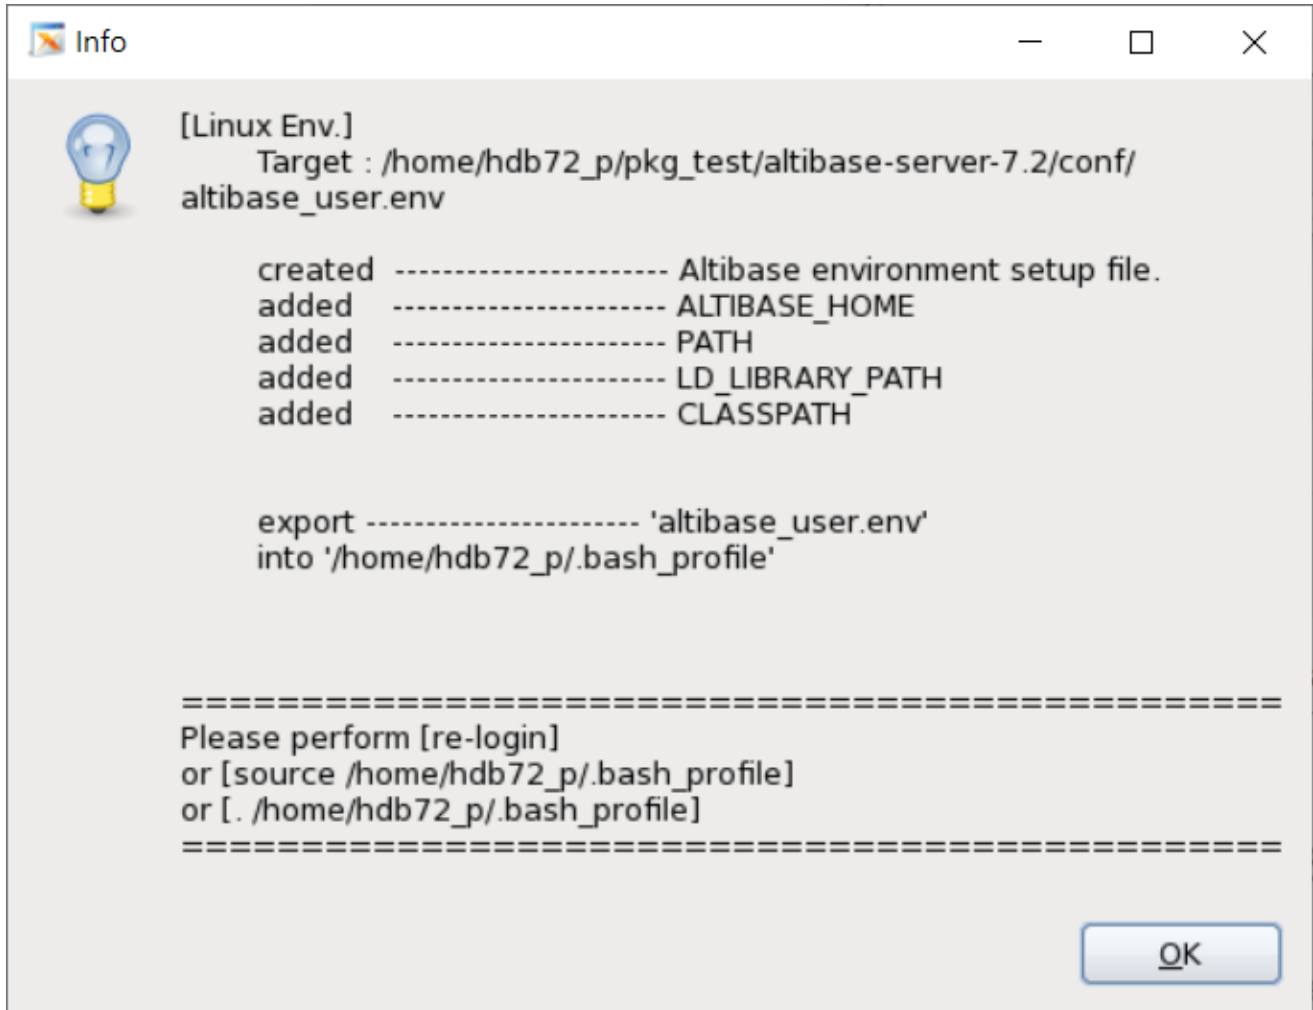 Info
[Linux Env.]
Target : /home/hdb72_p/pkg_test/altibase-server-7.2/conf/
altibase_user.env
created ----------------------- Altibase environment setup file.
added ----------------------- ALTIBASE_HOME
added ----------------------- PATH
added ----------------------- LD_LIBRARY_PATH
added ----------------------- CLASSPATH
export ----------------------- 'altibase_user.env'
into '/home/hdb72_p/.bash_profile'
==============================================
Please perform [re-login]
or [source /home/hdb72_p/.bash_profile]
or [. /home/hdb72_p/.bash_profile]
==============================================
OK